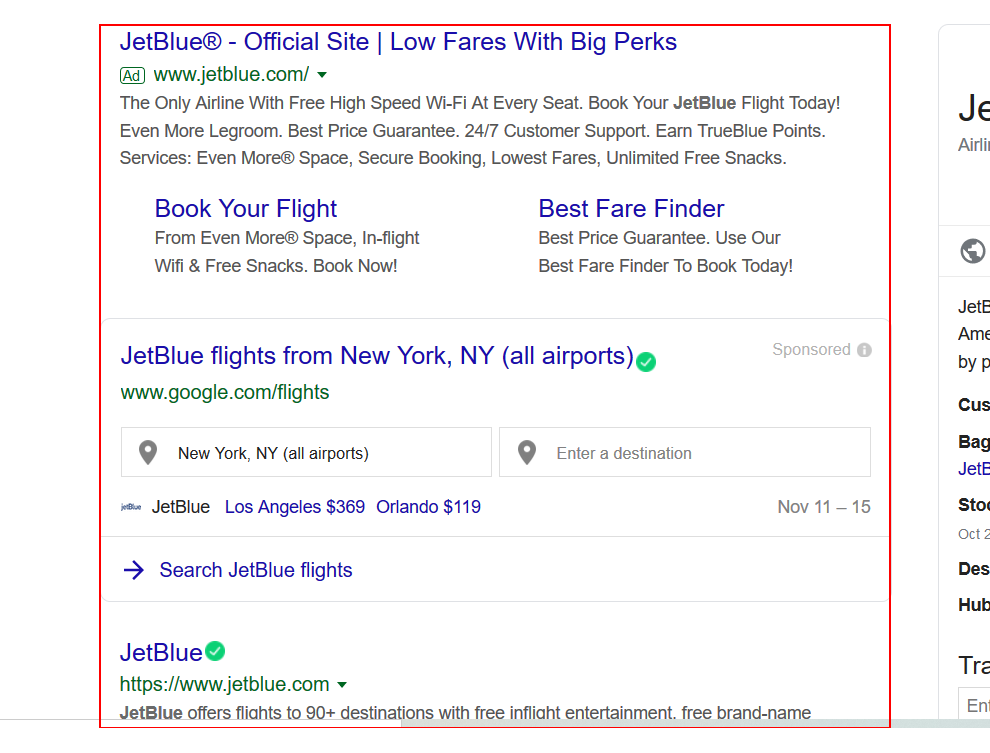 JetBlue® - Official Site | Low Fares With Big Perks
Ad www.jetblue.com/
The Only Airline With Free High Speed Wi-Fi At Every Seat. Book Your JetBlue Flight Today!
Even More Legroom. Best Price Guarantee. 24/7 Customer Support. Earn TrueBlue Points.
Services: Even More® Space, Secure Booking, Lowest Fares, Unlimited Free Snacks.
Book Your Flight
From Even More® Space, In-flight
Wifi & Free Snacks. Book Now!
Best Fare Finder
Best Price Guarantee. Use Our
Best Fare Finder To Book Today!
JetBlue flights from New York, NY (all airports)
Sponsored
www.google.com/flights
New York, NY (all airports)
Enter a destination
jetBlue JetBlue Los Angeles $369 Orlando $119
Nov 11 – 15
Search JetBlue flights
JetBlue
https://www.jetblue.com
JetBlue offers flights to 90+ destinations with free inflight entertainment, free brand-name
Je
Airli
JetB
Ame
by p
Cus
Bag
JetB
Stoc
Oct 2
Des
Hub
Tra
Ent